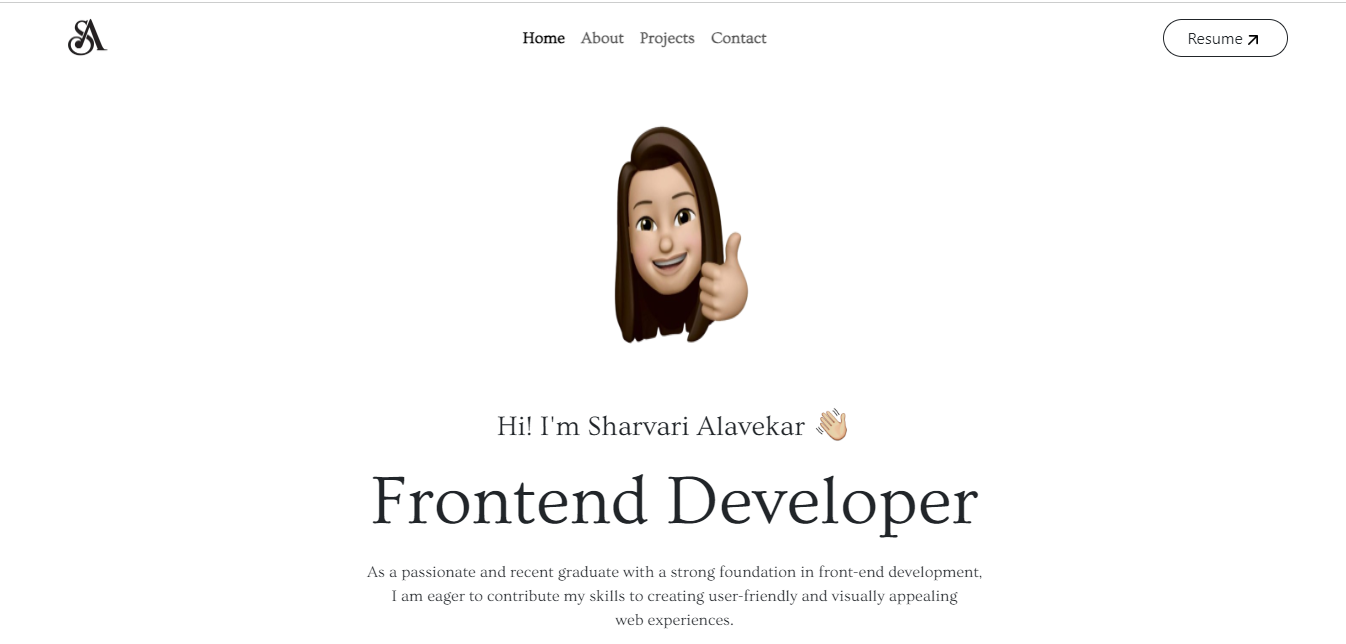 SA
Home About Projects Contact
Resume
Hi! I'm Sharvari Alavekar
Frontend Developer
As a passionate and recent graduate with a strong foundation in front-end development,
I am eager to contribute my skills to creating user-friendly and visually appealing
web experiences.